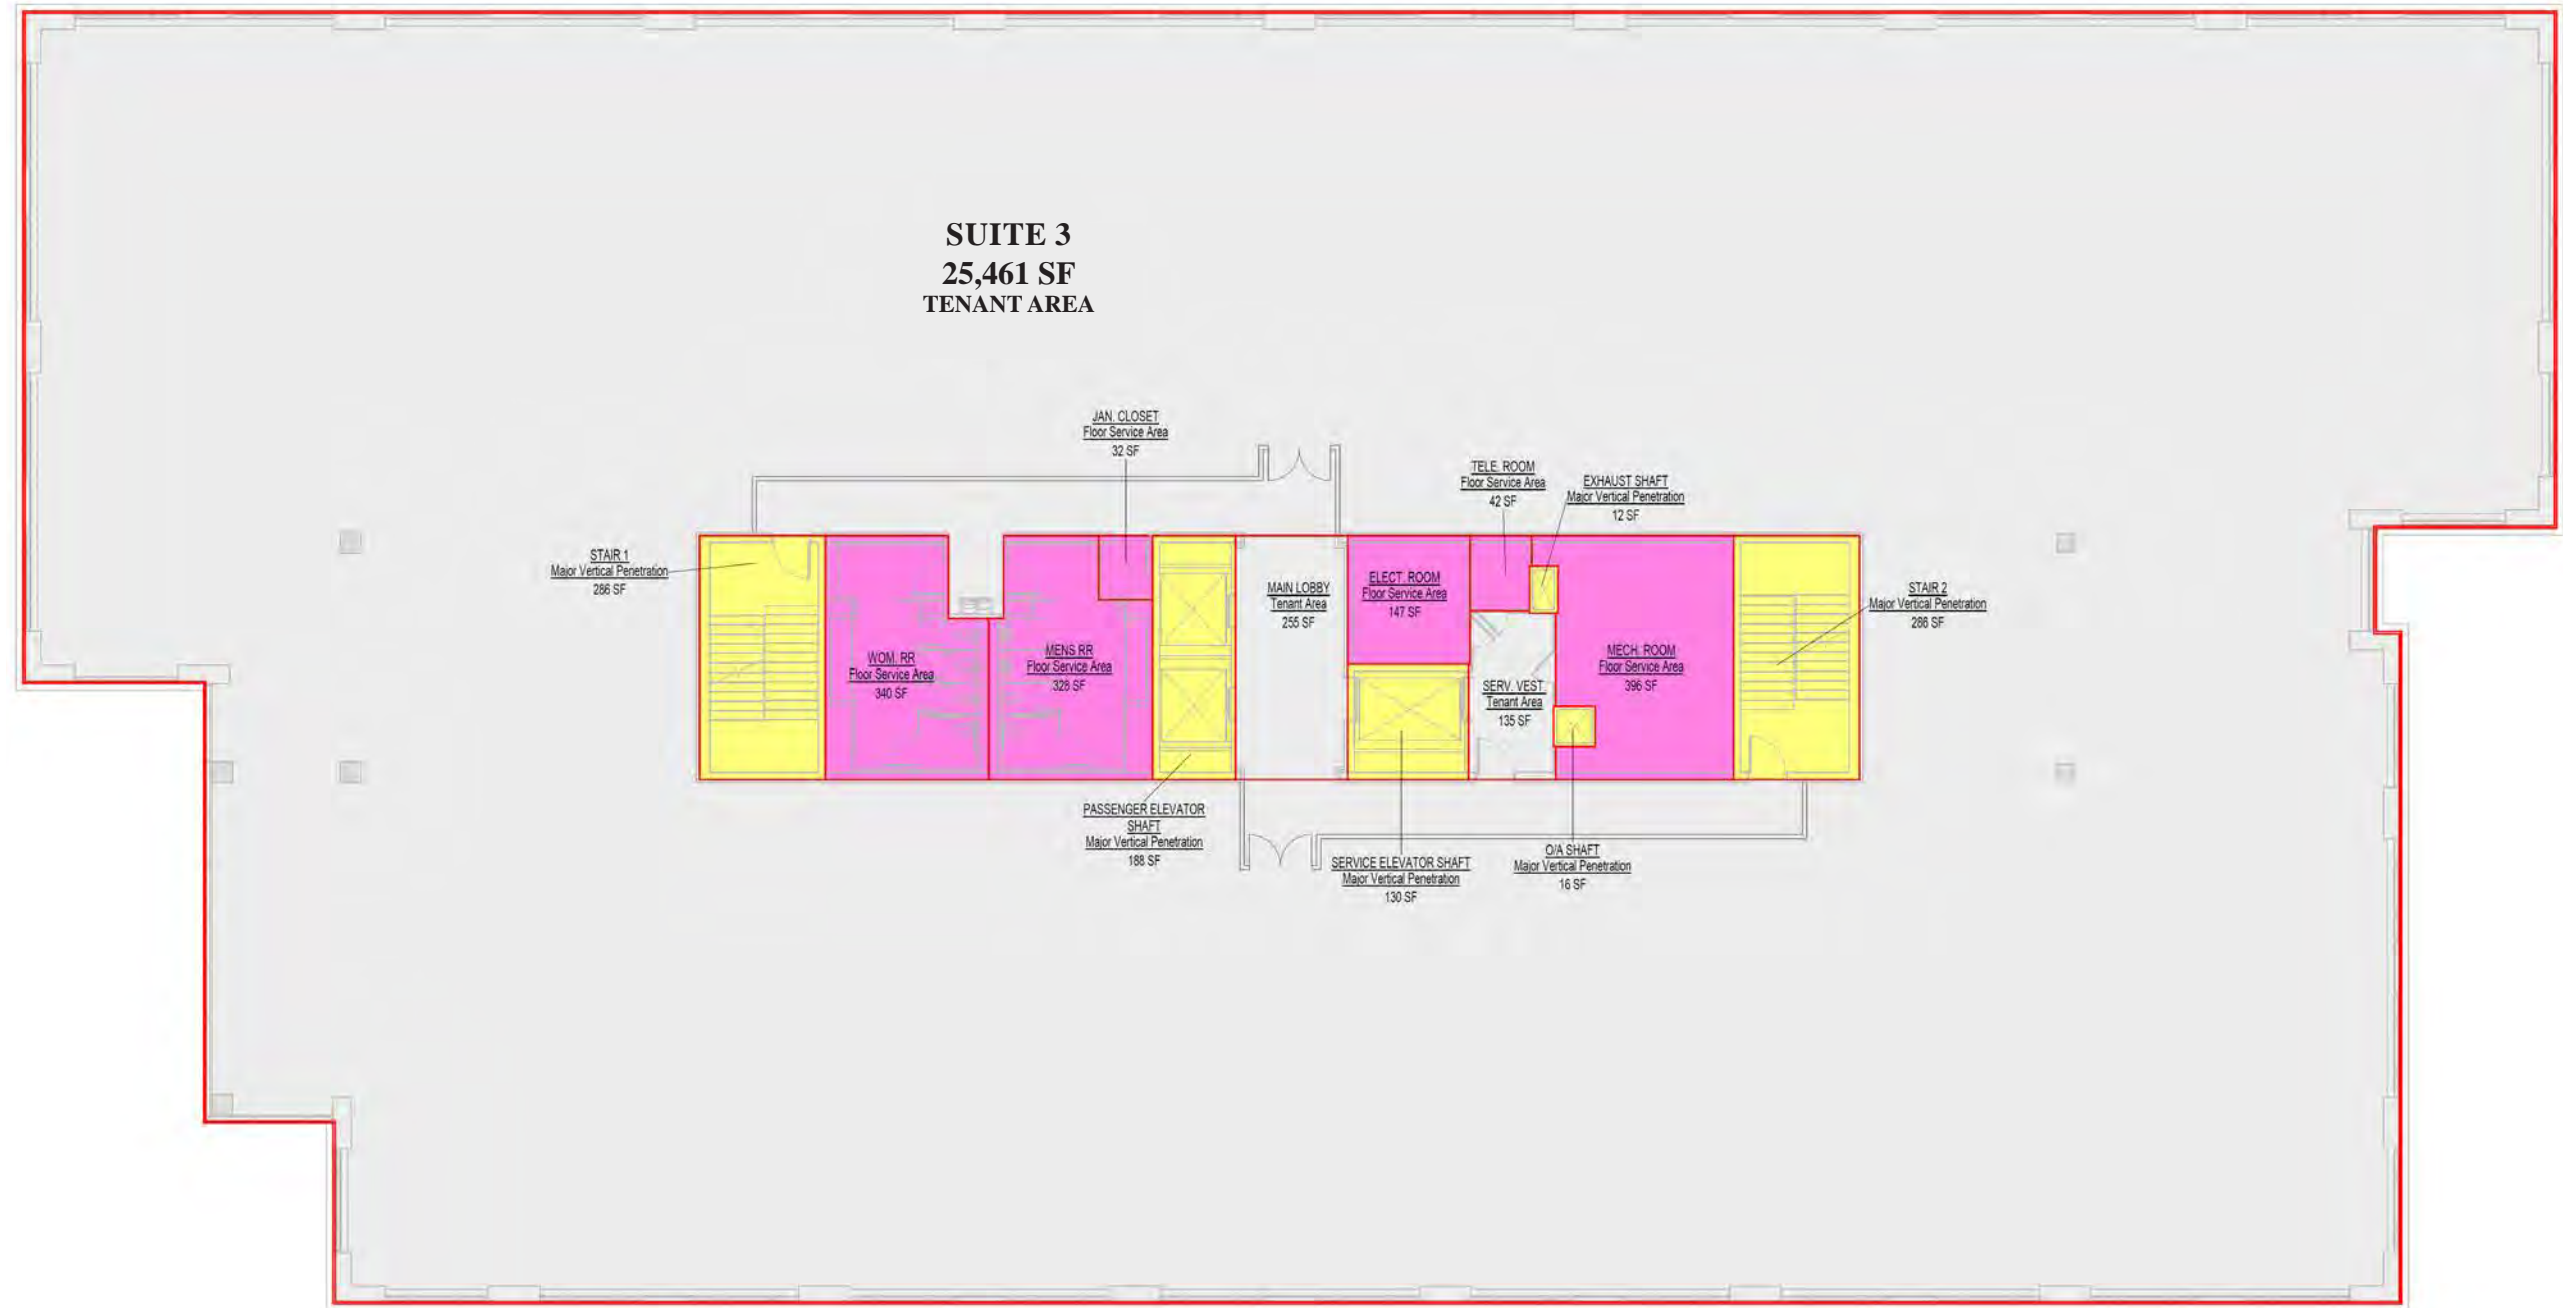 SUITE 3
25,461 SF
TENANT AREA
JAN. CLOSET
Floor Service Area
32 SF
TELE. ROOM
Floor Service Area
42 SF
EXHAUST SHAFT
Major Vertical Penetration
12 SF
STAIR 1
Major Vertical Penetration
286 SF
WOM. RR
Floor Service Area
340 SF
MENS RR
Floor Service Area
328 SF
MAIN LOBBY
Tenant Area
255 SF
ELECT. ROOM
Floor Service Area
147 SF
SERV. VEST.
Tenant Area
135 SF
MECH. ROOM
Floor Service Area
396 SF
STAIR 2
Major Vertical Penetration
286 SF
PASSENGER ELEVATOR
SHAFT
Major Vertical Penetration
188 SF
SERVICE ELEVATOR SHAFT
Major Vertical Penetration
130 SF
O/A SHAFT
Major Vertical Penetration
16 SF